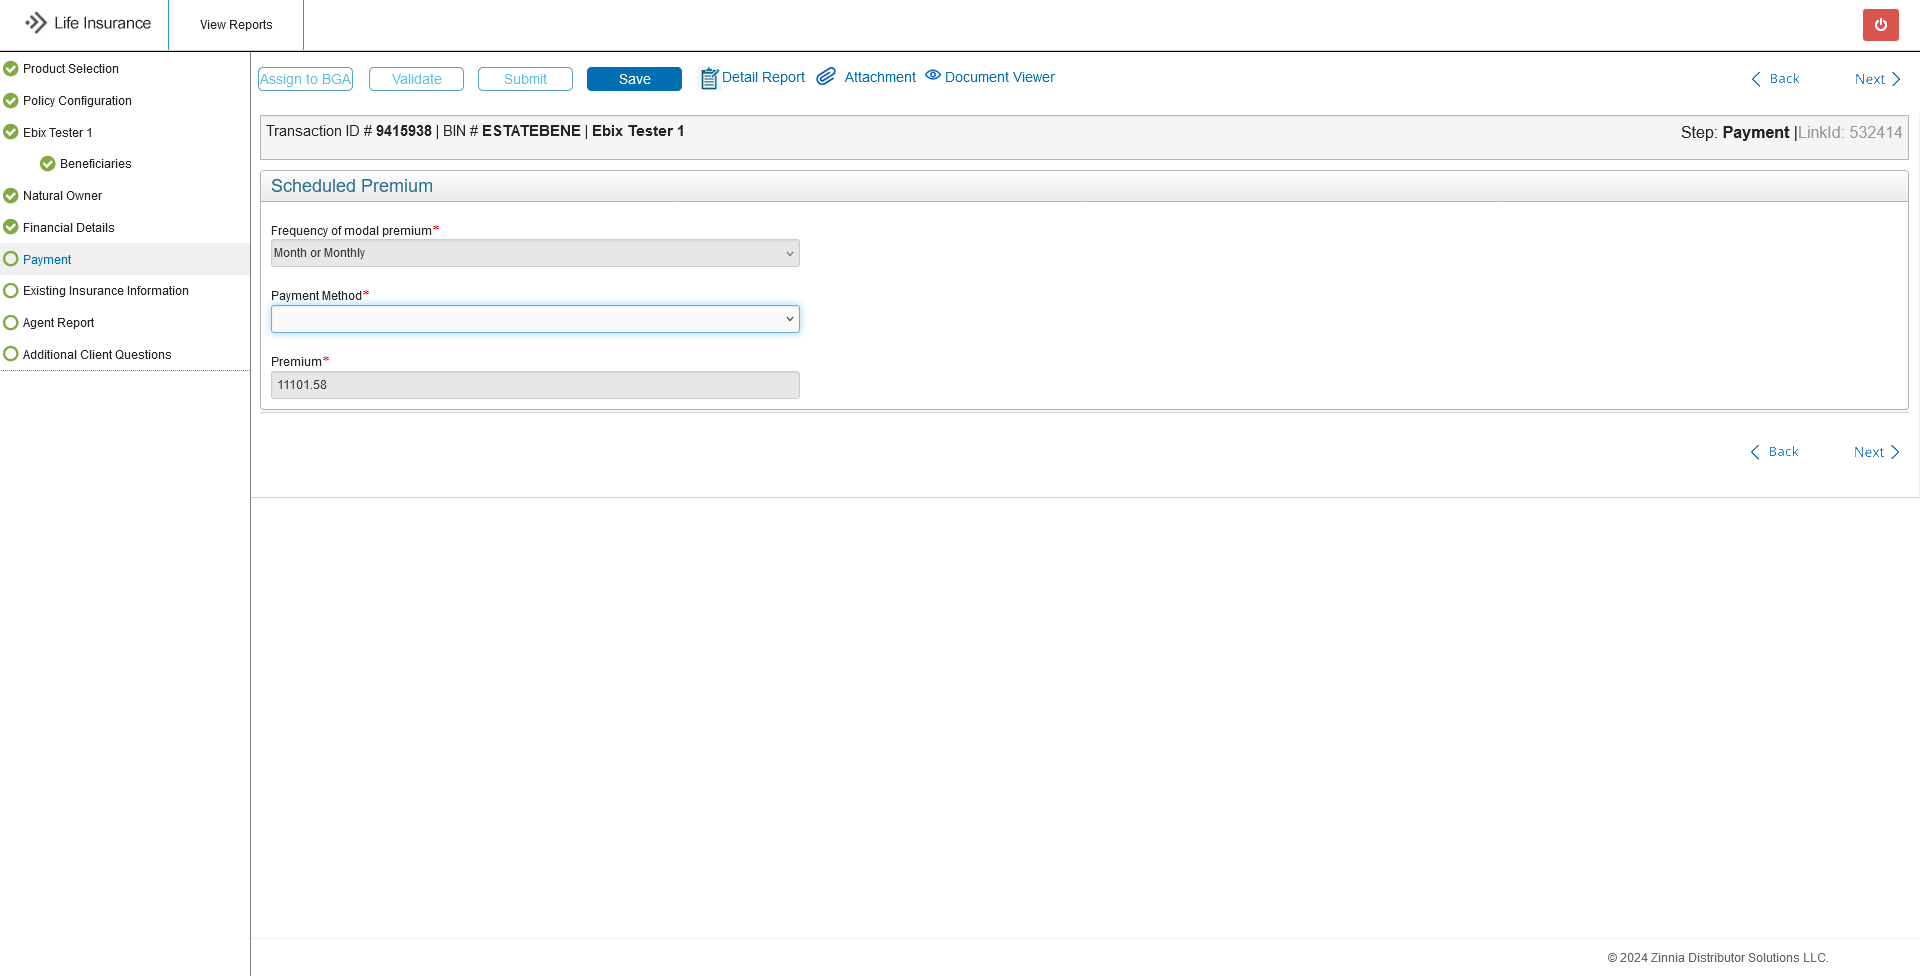 Life Insurance
View Reports
Product Selection
Policy Configuration
Ebix Tester 1
Beneficiaries
Natural Owner
Financial Details
Payment
Existing Insurance Information
Agent Report
Additional Client Questions
Assign to BGA Validate Submit Save Detail Report Attachment Document Viewer Back Next
Transaction ID # 9415938 | BIN # ESTATEBENE | Ebix Tester 1
Step: Payment |LinkId: 532414
Scheduled Premium
Frequency of modal premium*
Month or Monthly
Payment Method*
Premium*
11101.58
Back Next
© 2024 Zinnia Distributor Solutions LLC.